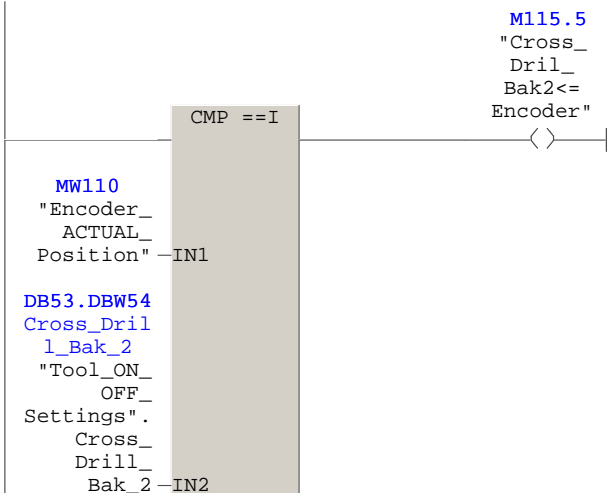 M115.5
"Cross_
Dril_
Bak2<=
Encoder"
CMP ==I
MW110
"Encoder_
ACTUAL_
Position"
IN1
DB53.DBW54
Cross_Dril
l_Bak_2
"Tool_ON_
OFF_
Settings".
Cross_
Drill_
Bak_2
IN2